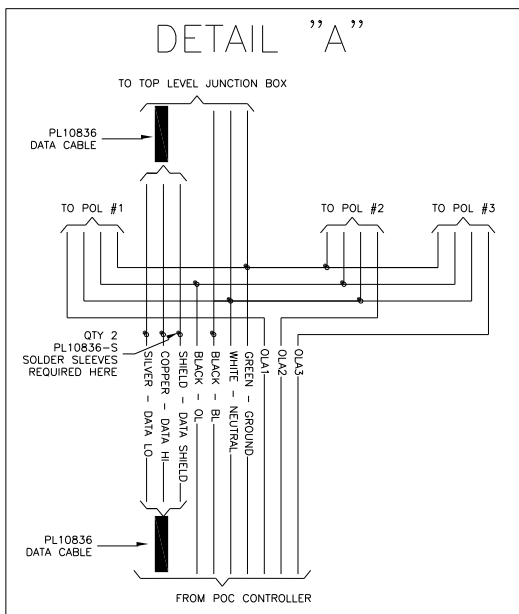 DETAIL "A"
TO TOP LEVEL JUNCTION BOX
PL10836
DATA CABLE
TO POL #1
TO POL #2
TO POL #3
QTY 2
PL10836-S
SOLDER SLEEVES
REQUIRED HERE
SILVER - DATA LO
COPPER - DATA HI
SHIELD - DATA SHIELD
BLACK - OL
BLACK - BL
WHITE - NEUTRAL
GREEN - GROUND
OLA1
OLA2
OLA3
PL10836
DATA CABLE
FROM POC CONTROLLER